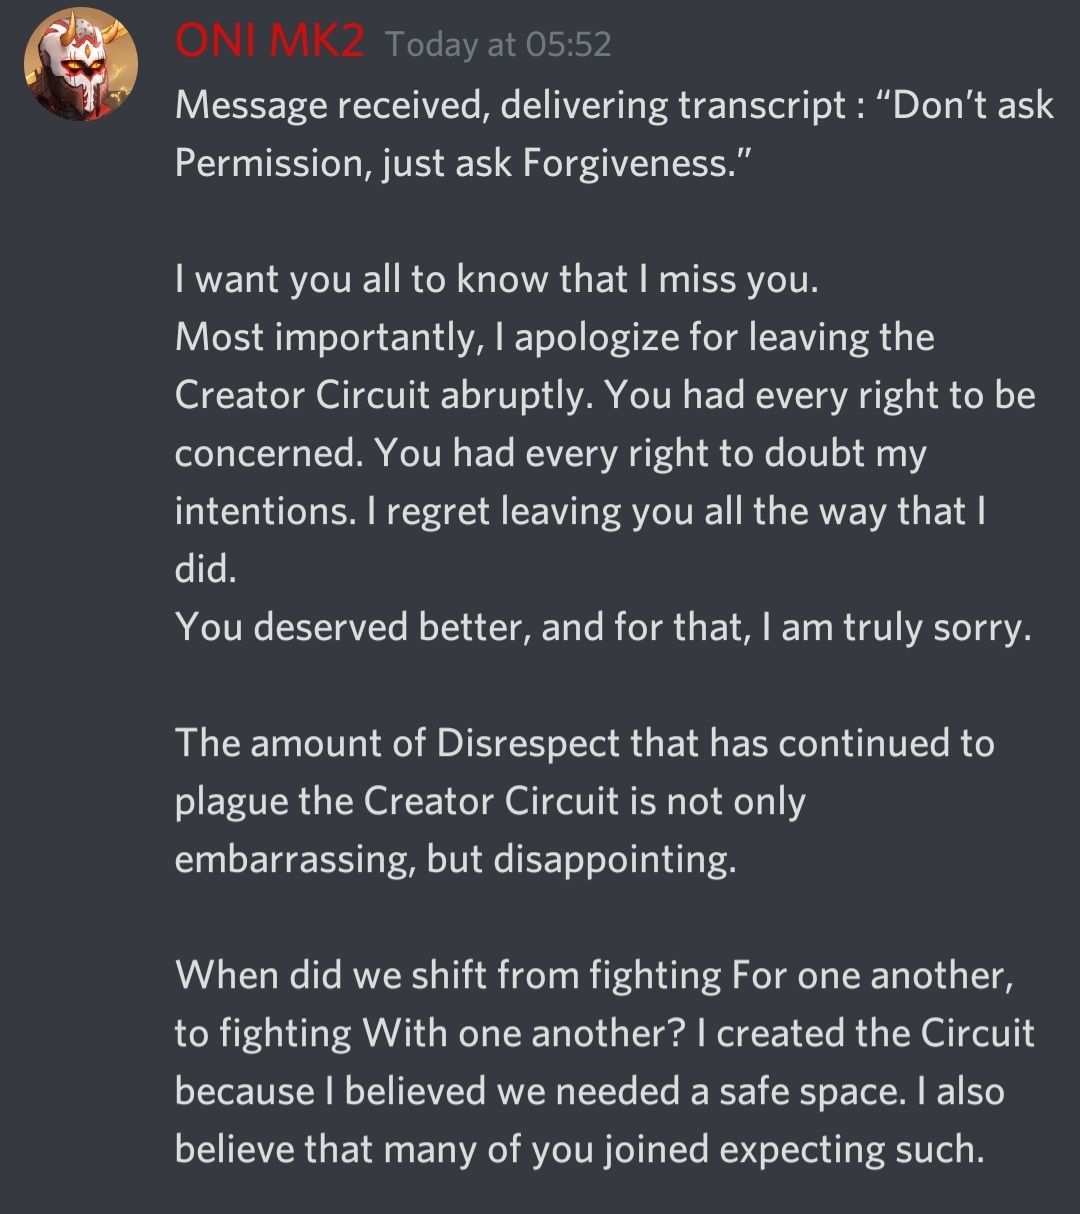 ONI MK2 Today at 05:52
Message received, delivering transcript : “Don’t ask
Permission, just ask Forgiveness.”
I want you all to know that I miss you.
Most importantly, I apologize for leaving the
Creator Circuit abruptly. You had every right to be
concerned. You had every right to doubt my
intentions. I regret leaving you all the way that I
did.
You deserved better, and for that, I am truly sorry.
The amount of Disrespect that has continued to
plague the Creator Circuit is not only
embarrassing, but disappointing.
When did we shift from fighting For one another,
to fighting With one another? I created the Circuit
because I believed we needed a safe space. I also
believe that many of you joined expecting such.